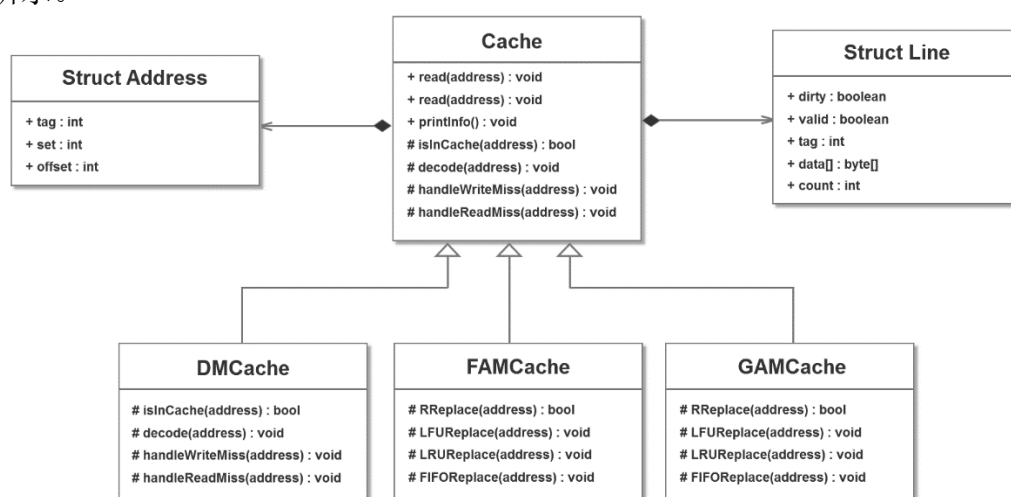 Struct Address
+ tag : int
+ set : int
+ offset : int
Cache
+ read(address) : void
+ read(address) : void
+ printInfo() : void
# isInCache(address) : bool
# decode(address) : void
# handleWriteMiss(address) : void
# handleReadMiss(address) : void
Struct Line
+ dirty : boolean
+ valid : boolean
+ tag : int
+ data[] : byte[]
+ count : int
DMCache
# isInCache(address) : bool
# decode(address) : void
# handleWriteMiss(address) : void
# handleReadMiss(address) : void
FAMCache
# RReplace(address) : bool
# LFUReplace(address) : void
# LRUReplace(address) : void
# FIFOReplace(address) : void
GAMCache
# RReplace(address) : bool
# LFUReplace(address) : void
# LRUReplace(address) : void
# FIFOReplace(address) : void